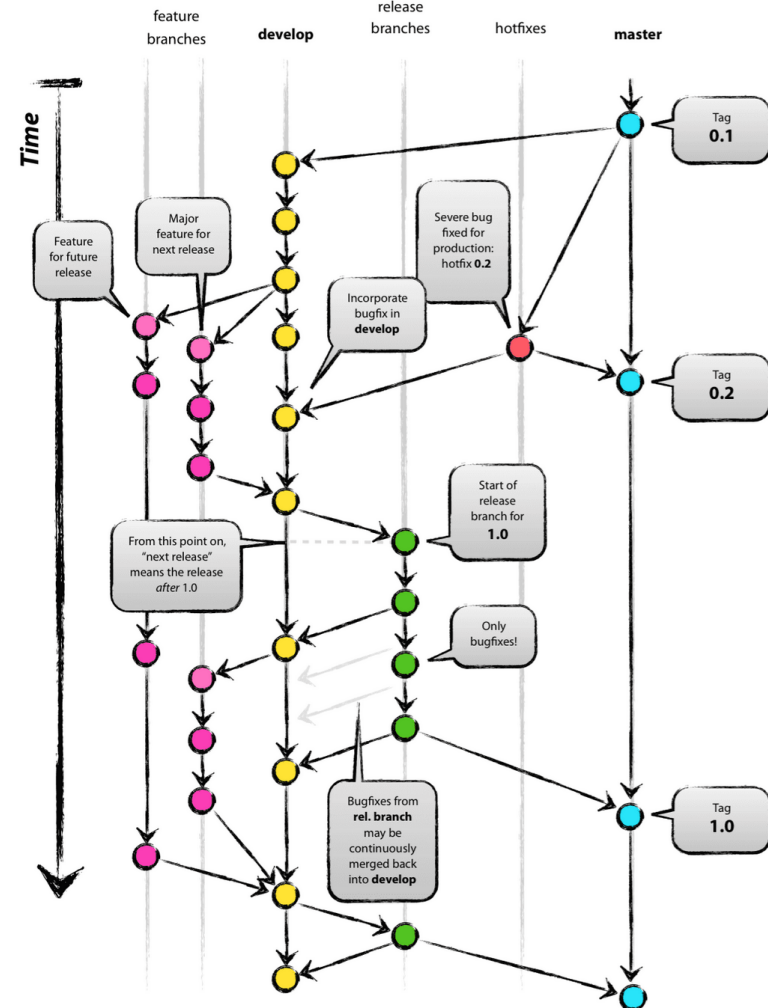 feature
branches
develop
release
branches
hotfixes
master
Time
Tag
0.1
Major
feature for
next release
Severe bug
fixed for
production:
hotfix 0.2
Feature
for future
release
Incorporate
bugfix in
develop
Tag
0.2
Start of
release
branch for
1.0
From this point on,
“next release”
means the release
after 1.0
Only
bugfixes!
Bugfixes from
rel. branch
may be
continuously
merged back
into develop
Tag
1.0